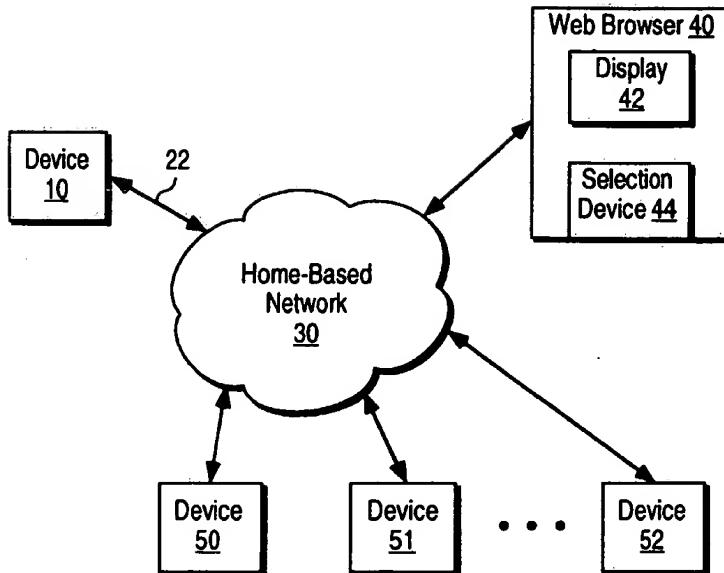 Web Browser 40
Display
42
Selection
Device 44
Device
10
22
Home-Based
Network
30
Device
50
Device
51
Device
52